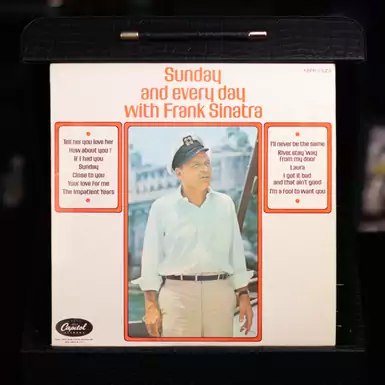 Sunday
and every day
with Frank Sinatra
Tell her you love her
How about you?
If I had you
Sunday
Close to you
Your love for me
The Impatient Years
I'll never be the same
River, stay 'way
from my door
Laura
I got it bad
and that ain't good
I'm a fool to want you
Capitol